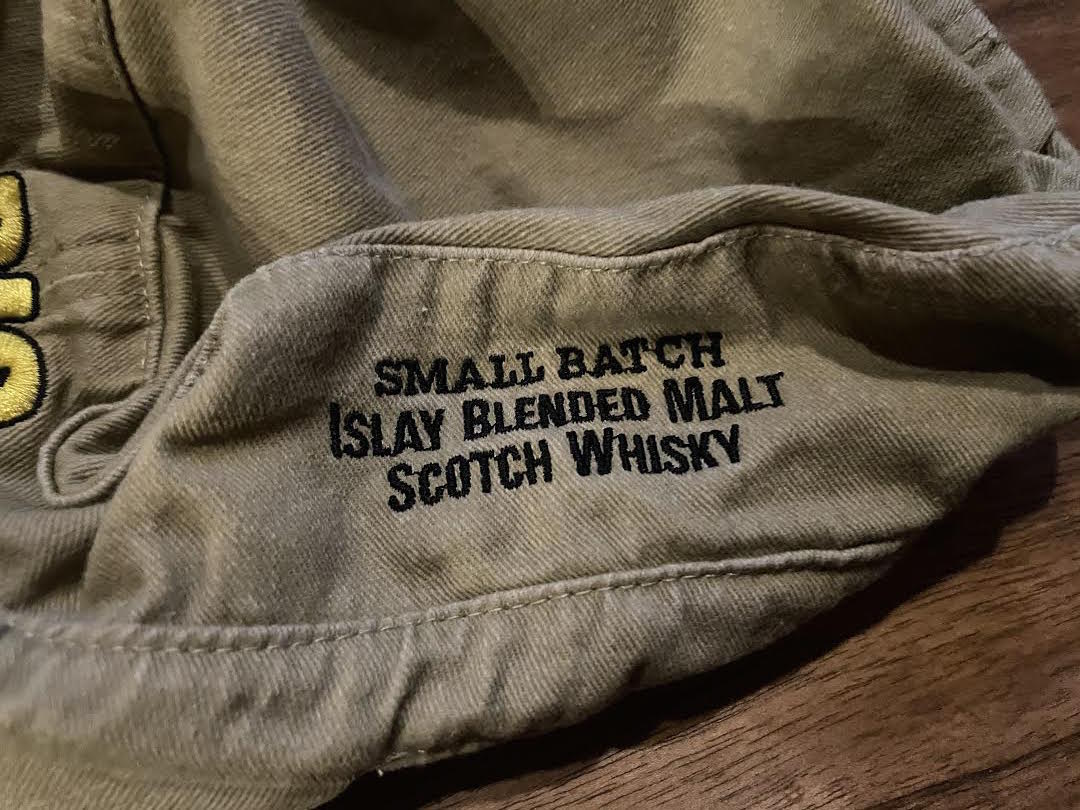 SMALL BATCH
ISLAY BLENDED MALT
SCOTCH WHISKY